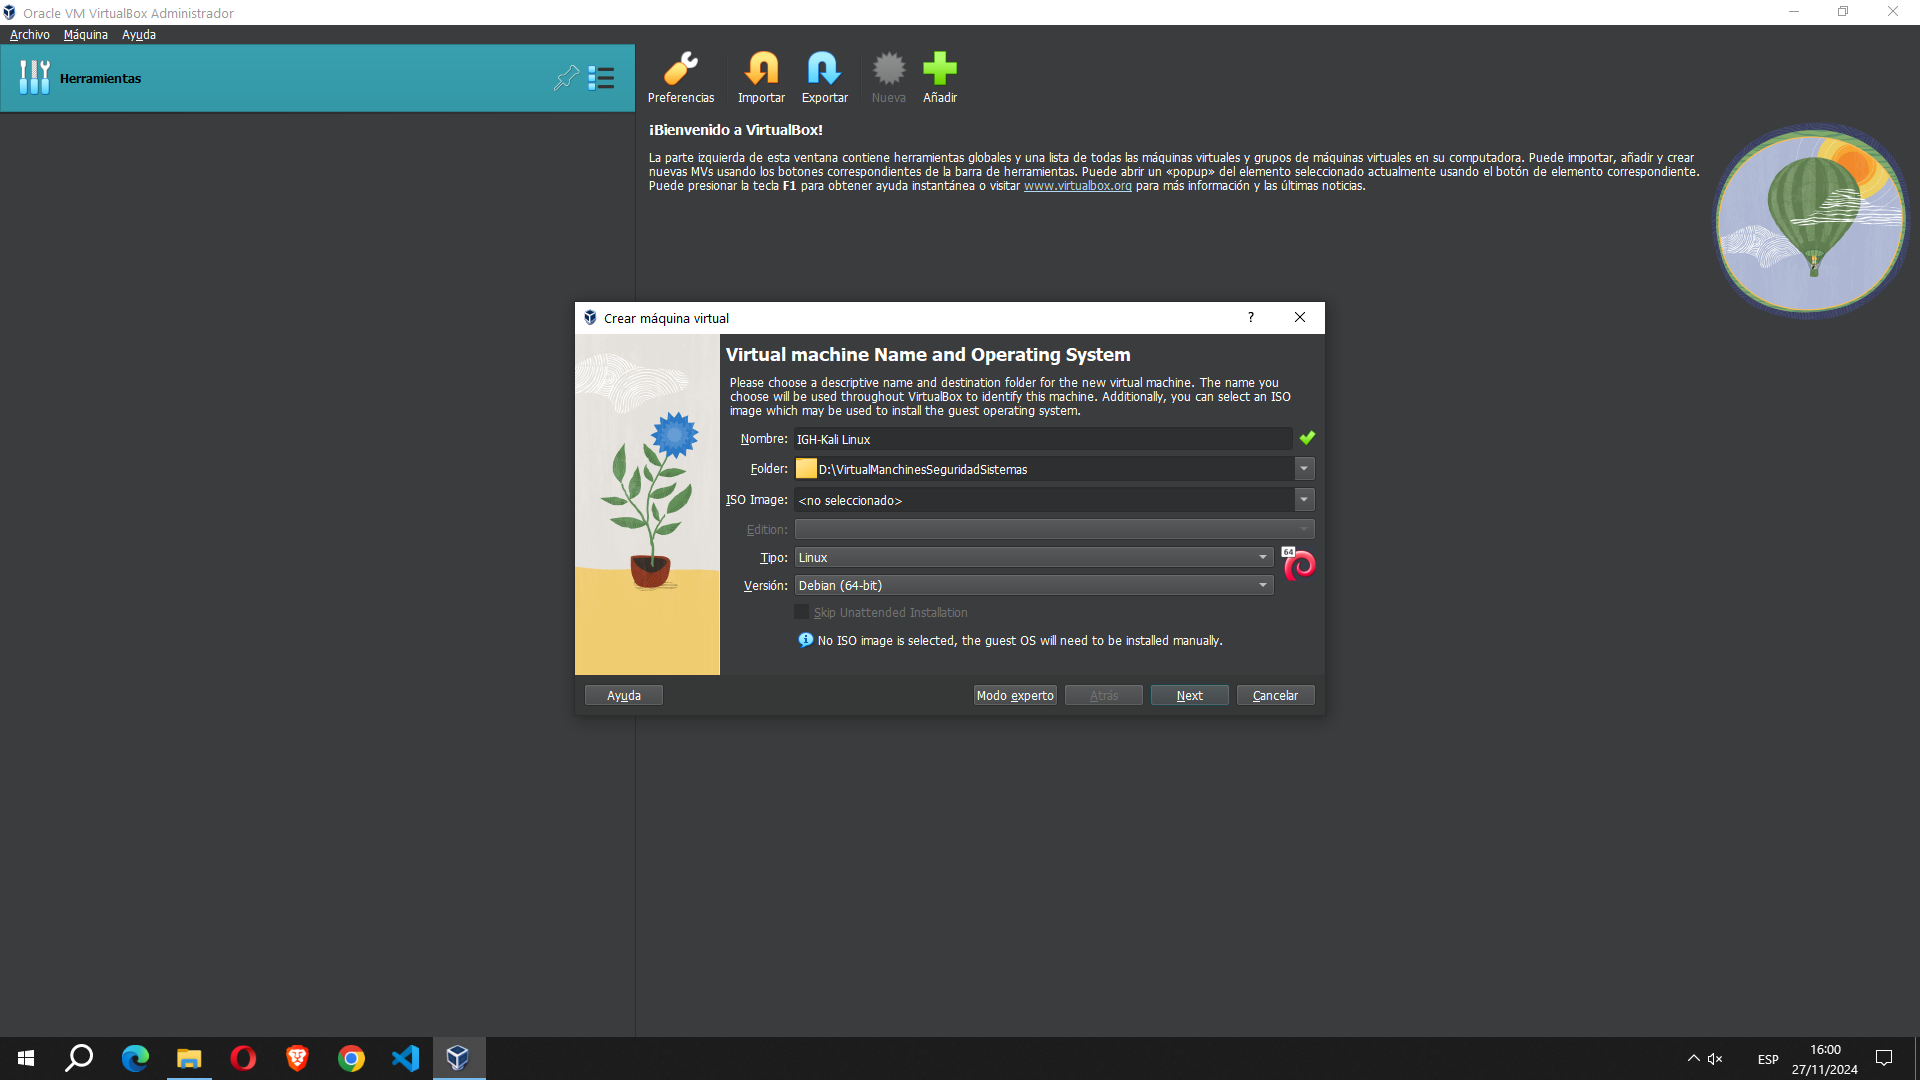 Oracle VM VirtualBox Administrador
Archivo Máquina Ayuda
Herramientas
Preferencias Importar Exportar Nueva Añadir
¡Bienvenido a VirtualBox!
La parte izquierda de esta ventana contiene herramientas globales y una lista de todas las máquinas virtuales y grupos de máquinas virtuales en su computadora. Puede importar, añadir y crear
nuevas MVs usando los botones correspondientes de la barra de herramientas. Puede abrir un «popup» del elemento seleccionado actualmente usando el botón de elemento correspondiente.
Puede presionar la tecla F1 para obtener ayuda instantánea o visitar www.virtualbox.org para más información y las últimas noticias.
Crear máquina virtual
?
Virtual machine Name and Operating System
Please choose a descriptive name and destination folder for the new virtual machine. The name you
choose will be used throughout VirtualBox to identify this machine. Additionally, you can select an ISO
image which may be used to install the guest operating system.
Nombre: IGH-Kali Linux
Folder: D:\VirtualManchinesSeguridadSistemas
ISO Image: <no seleccionado>
Edition:
Tipo: Linux
64
Versión: Debian (64-bit)
Skip Unattended Installation
No ISO image is selected, the guest OS will need to be installed manually.
Ayuda Modo experto Atrás Next Cancelar
ESP
16:00
27/11/2024